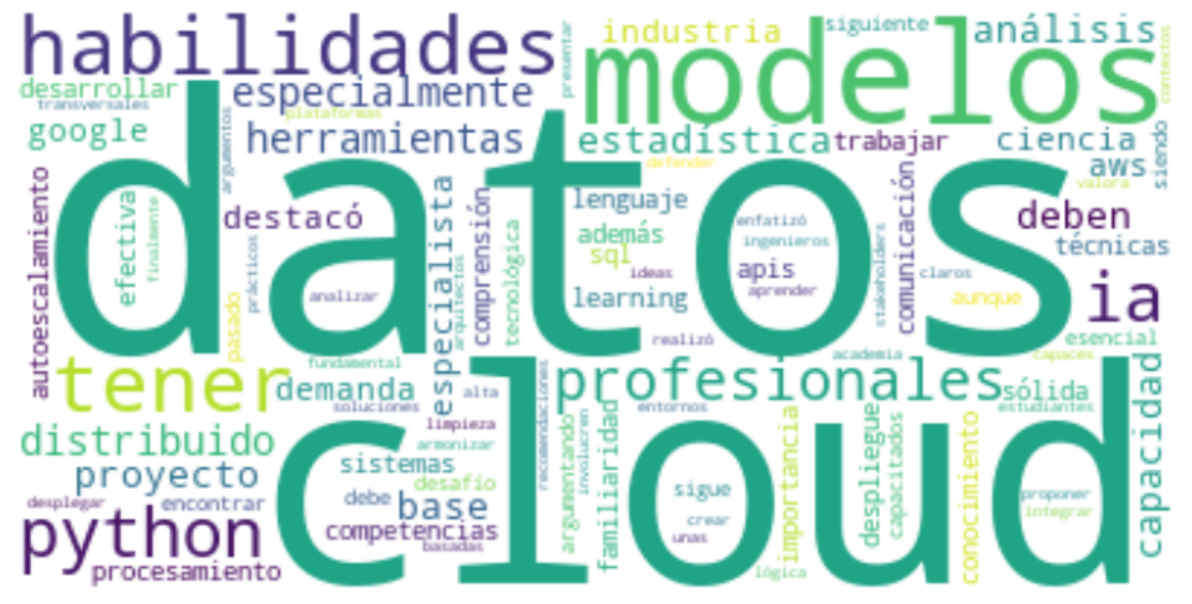 habilidades
modelos
industria
siguiente
análisis
presentar
contextos
desarrollar
transversales
especialmente
plataformas
google
argumentos
herramientas
estadística
trabajar
ciencia
siendo
defender
aws
valora
datos
autoescalamiento
efectiva
finalmente
destacó
prácticos
pasado
analizar
especialista
arquitectos
comprensión
tecnológica
lenguaje
además
sql
ideas
learning
enfatizó
ingenieros
apis
aprender
stakeholders
comunicación
claros
aunque
deben
técnicas
ia
esencial
realizó
academia
capaces
tener
fundamental
demanda
soluciones
alta
limpieza
armonizar
recomendaciones
profesionales
sólida
estudiantes
capacidad
entornos
distribuido
proyecto
desplegar
encontrar
python
procesamiento
cloud
sistemas
desafío
debe
base
competencias
basadas
argumentando
involucren
familiaridad
sigue
crear
unas
importancia
lógica
despliegue
capacitados
conocimiento
proponer
integrar